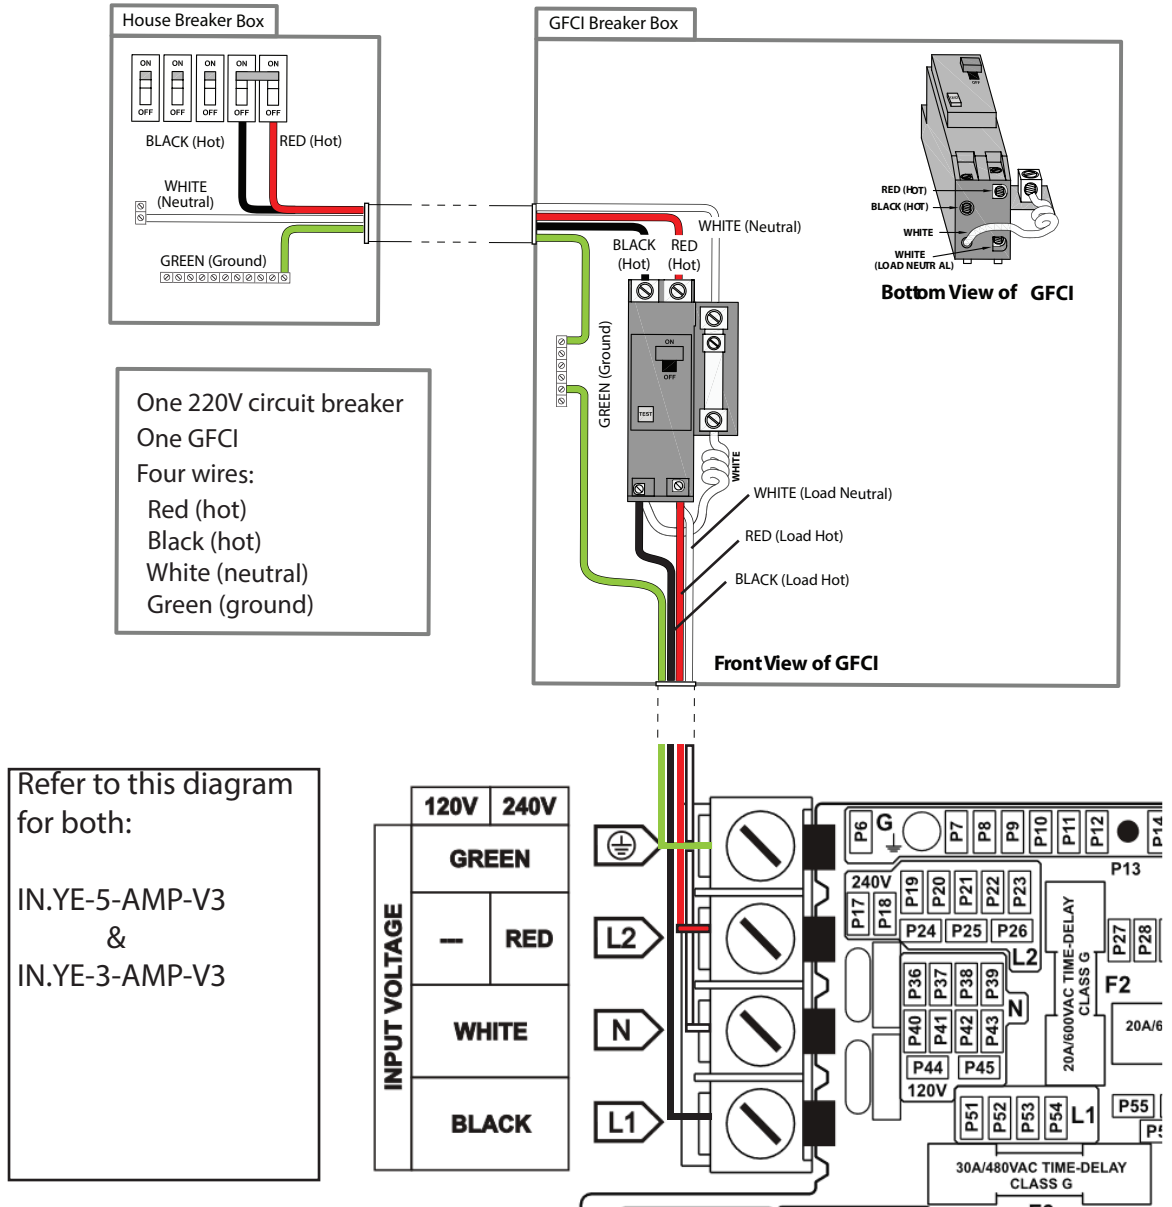 House Breaker Box
ON ON ON ON ON
OFF OFF OFF OFF OFF
BLACK (Hot)
RED (Hot)
WHITE
(Neutral)
GREEN (Ground)
GFCI Breaker Box
WHITE (Neutral)
BLACK
(Hot)
RED
(Hot)
GREEN (Ground)
ON
OFF
TEST
WHITE
WHITE (Load Neutral)
RED (Load Hot)
BLACK (Load Hot)
Front View of GFCI
OFF
RED (HOT)
BLACK (HOT)
WHITE
WHITE
(LOAD NEUTR AL)
Bottom View of GFCI
One 220V circuit breaker
One GFCI
Four wires:
Red (hot)
Black (hot)
White (neutral)
Green (ground)
Refer to this diagram
for both:
IN.YE-5-AMP-V3
&
IN.YE-3-AMP-V3
120V 240V
INPUT VOLTAGE
GREEN
--- RED
WHITE
BLACK
L2
N
L1
P6 G P7 P8 P9 P10 P11 P12 P14
P13
240V
P17 P18 P19 P20 P21 P22 P23
P24 P25 P26
L2
P27 P28
F2
20A/600VAC TIME-DELAY
CLASS G
20A/6
P36 P37 P38 P39
N
P40 P41 P42 P43
P44 P45
120V
P51 P52 P53 P54 L1
P55
30A/480VAC TIME-DELAY
CLASS G